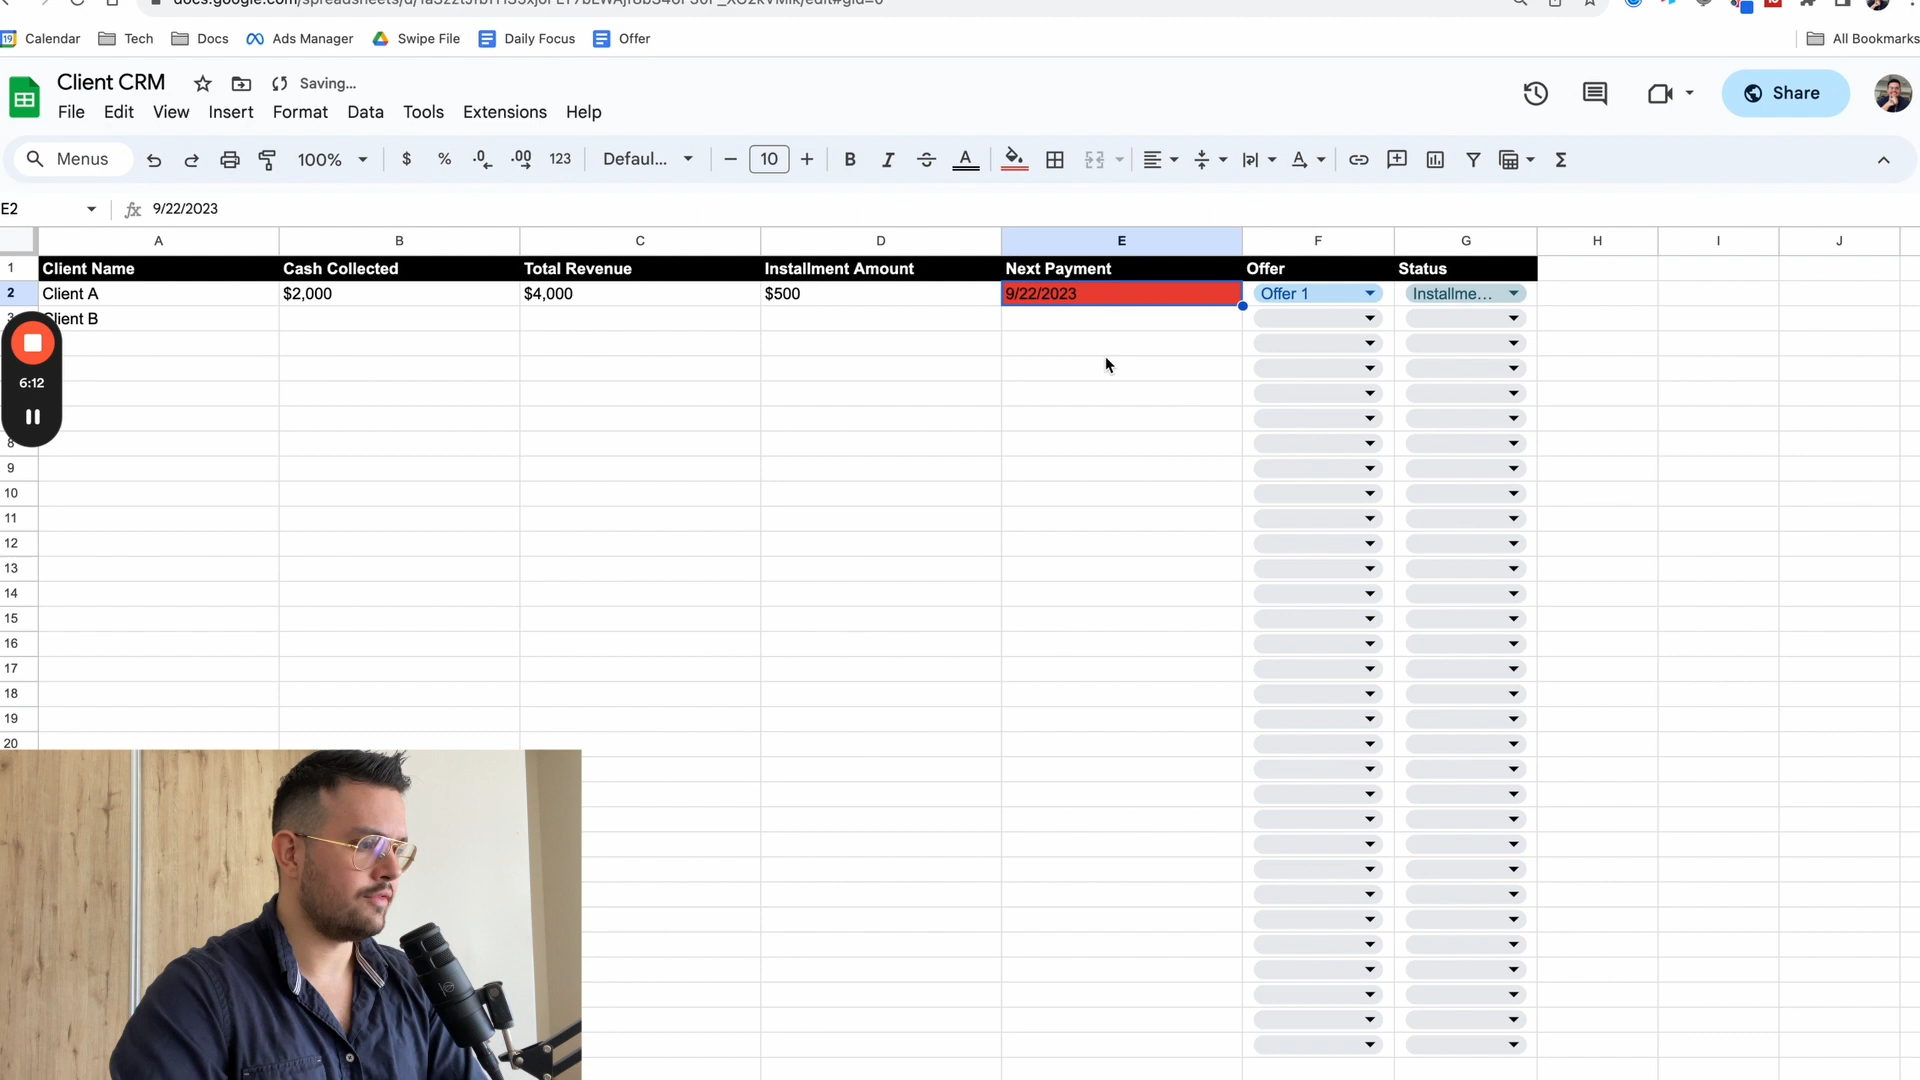 Calendar Tech Docs Ads Manager Swipe File Daily Focus Offer All Bookmarks
Client CRM Saving...
File Edit View Insert Format Data Tools Extensions Help
Share
Menus 100% $ % .0 .00 123 Defaul... 10 B I A Σ
E2 fx 9/22/2023
A B C D E F G H I J
1 Client Name Cash Collected Total Revenue Installment Amount Next Payment Offer Status
2 Client A $2,000 $4,000 $500 9/22/2023 Offer 1 Installme...
Client B
6:12
8
9
10
11
12
13
14
15
16
17
18
19
20